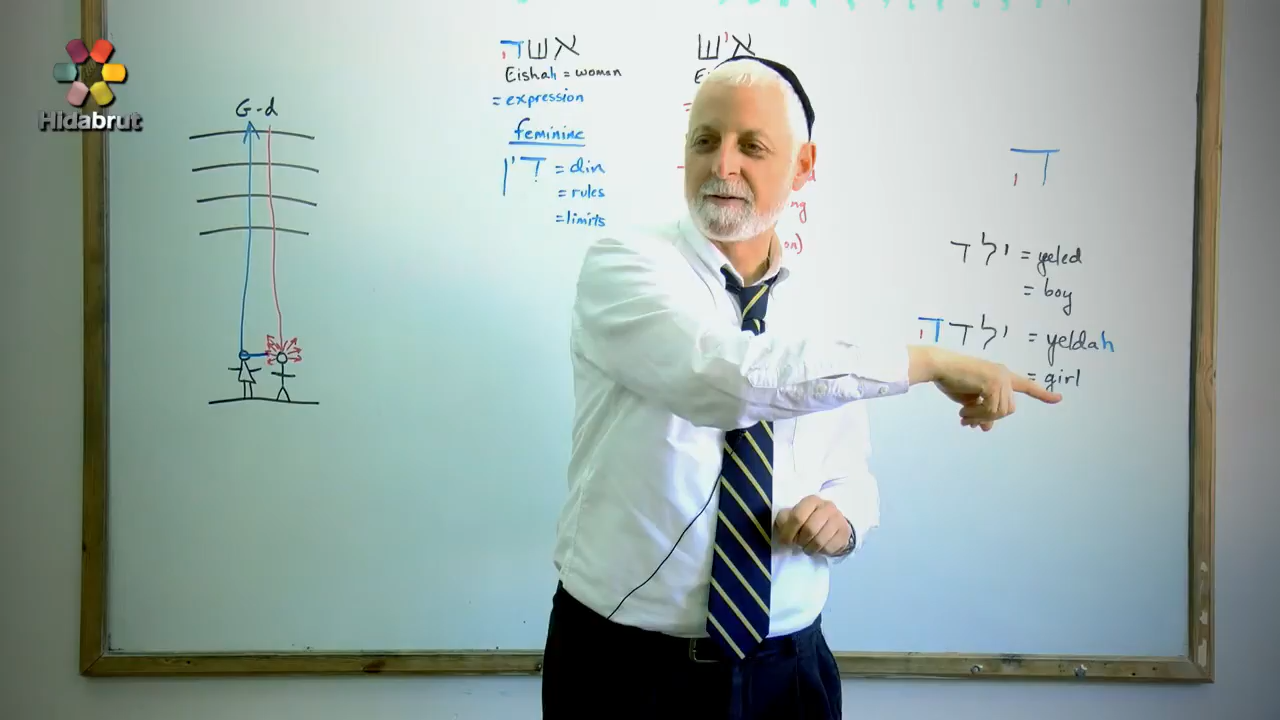 Hidabrut
G-d
אשה
Eishah = woman
= expression
feminine
דין = din
= rules
= limits
איש
ה
ילד = yeled
= boy
ילדה = yeldah
= girl